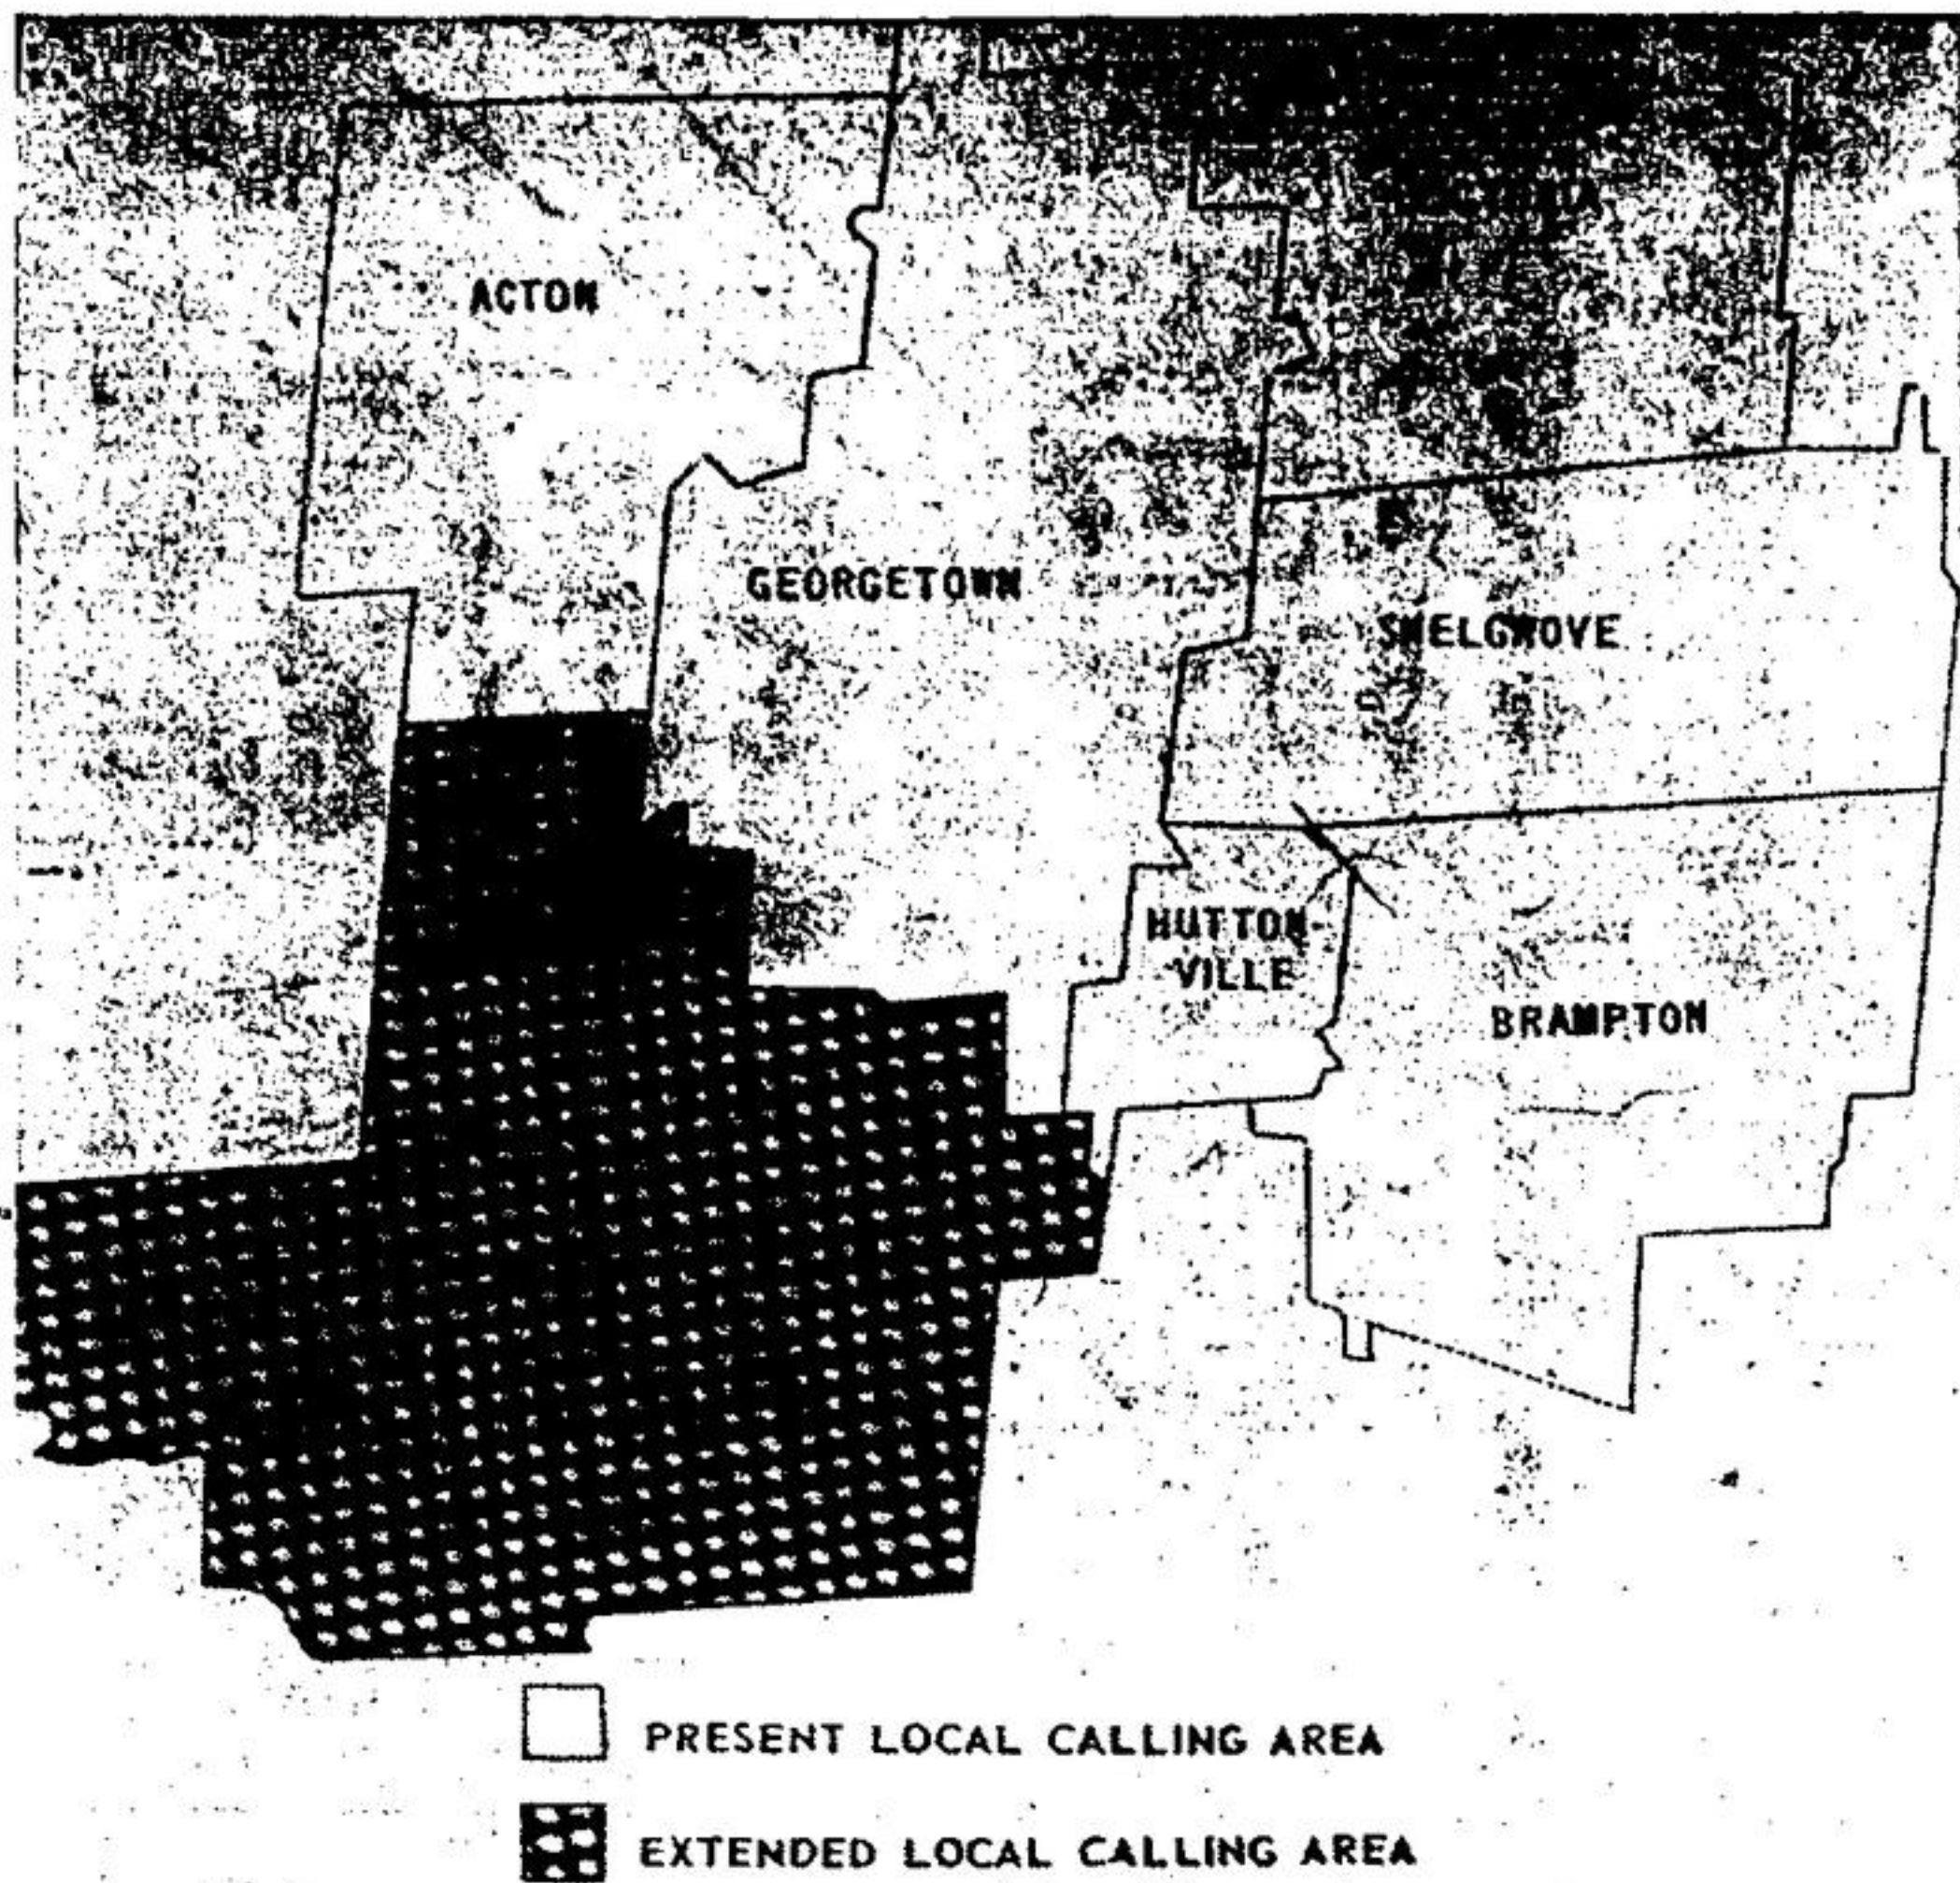 ACTON
GEORGETOWN
SNELGROVE
HUTTON-
VILLE
BRAMPTON
PRESENT LOCAL CALLING AREA
EXTENDED LOCAL CALLING AREA